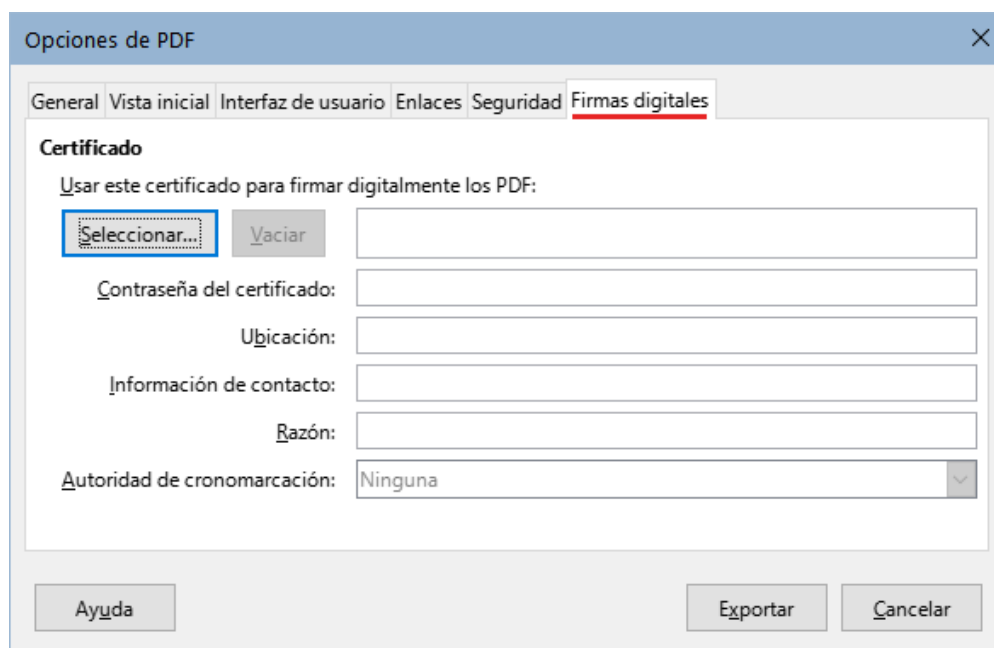 Opciones de PDF
General Vista inicial Interfaz de usuario Enlaces Seguridad Firmas digitales
Certificado
Usar este certificado para firmar digitalmente los PDF:
Seleccionar... Vaciar
Contraseña del certificado:
Ubicación:
Información de contacto:
Razón:
Autoridad de cronomarcación: Ninguna
Ayuda Exportar Cancelar